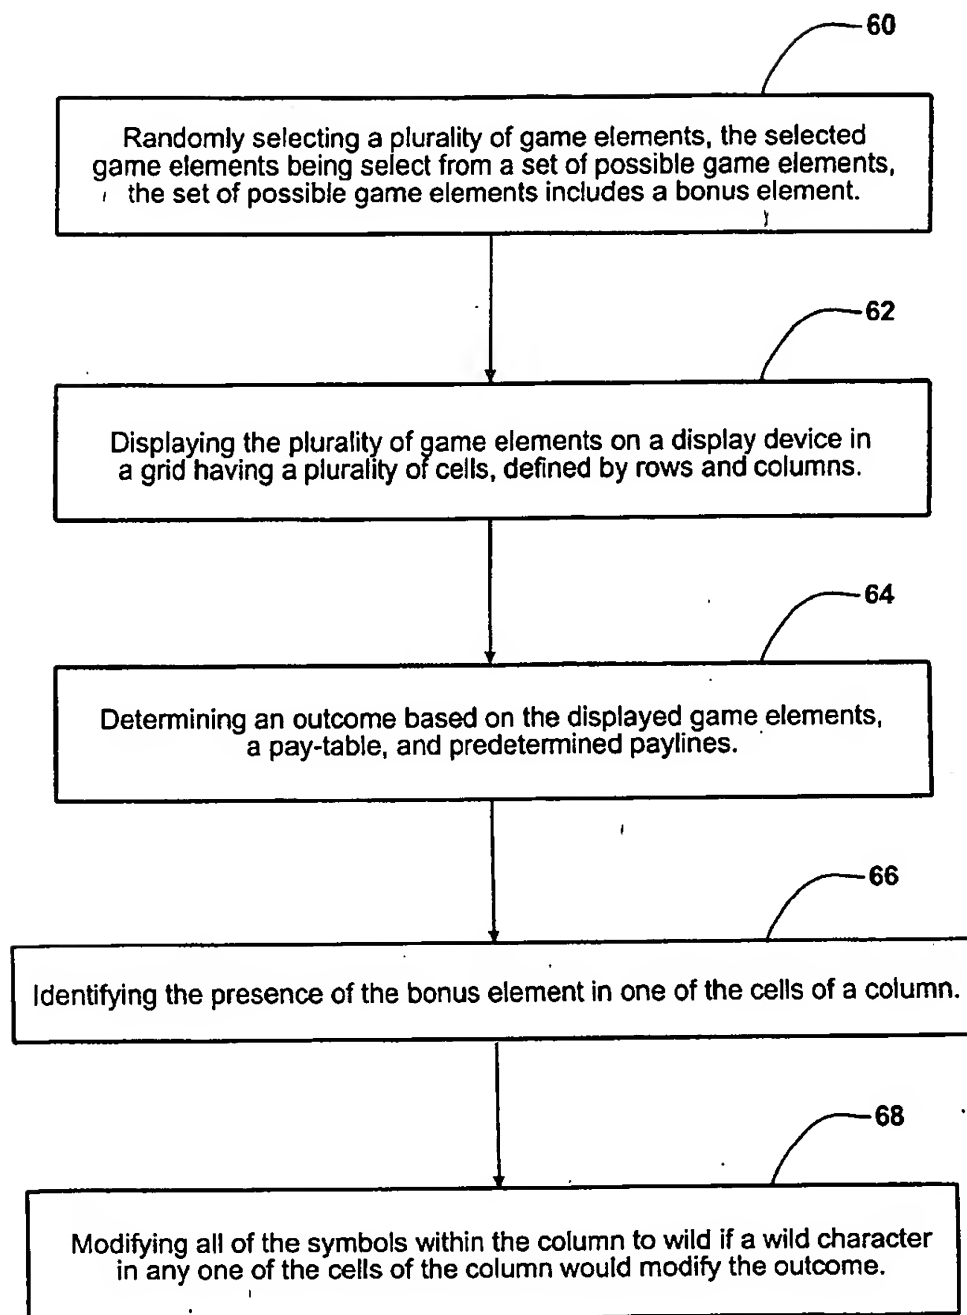 60
Randomly selecting a plurality of game elements, the selected
game elements being select from a set of possible game elements,
the set of possible game elements includes a bonus element.
62
Displaying the plurality of game elements on a display device in
a grid having a plurality of cells, defined by rows and columns.
64
Determining an outcome based on the displayed game elements,
a pay-table, and predetermined paylines.
66
Identifying the presence of the bonus element in one of the cells of a column.
68
Modifying all of the symbols within the column to wild if a wild character
in any one of the cells of the column would modify the outcome.